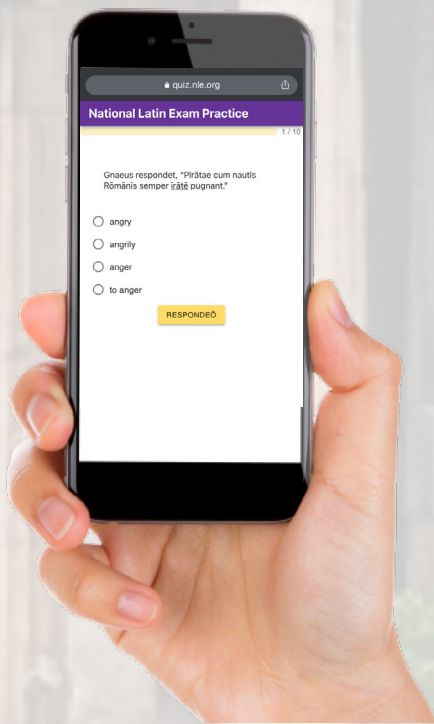 quiz.nle.org
National Latin Exam Practice
1 / 10
Gnaeus respondet, "Pīrātae cum nautīs
Rōmānīs semper īrātē pugnant."
angry
angrily
anger
to anger
RESPONDEŌ